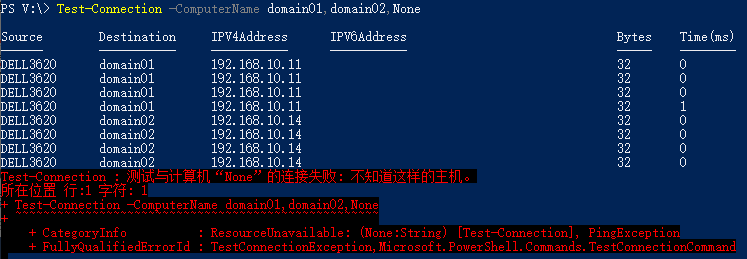 PS V:\> Test-Connection -ComputerName domain01,domain02,None
Source Destination IPV4Address IPV6Address Bytes Time(ms)
DELL3620 domain01 192.168.10.11 32 0
DELL3620 domain01 192.168.10.11 32 0
DELL3620 domain01 192.168.10.11 32 0
DELL3620 domain01 192.168.10.11 32 1
DELL3620 domain02 192.168.10.14 32 0
DELL3620 domain02 192.168.10.14 32 0
DELL3620 domain02 192.168.10.14 32 0
DELL3620 domain02 192.168.10.14 32 0
Test-Connection : 测试与计算机“None”的连接失败: 不知道这样的主机。
所在位置 行:1 字符: 1
+ Test-Connection -ComputerName domain01,domain02,None
+ ~~~~~~~~~~~~~~~~~~~~~~~~~~~~~~~~~~~~~~~~~~~~~~~~~~~~
+ CategoryInfo : ResourceUnavailable: (None:String) [Test-Connection], PingException
+ FullyQualifiedErrorId : TestConnectionException,Microsoft.PowerShell.Commands.TestConnectionCommand